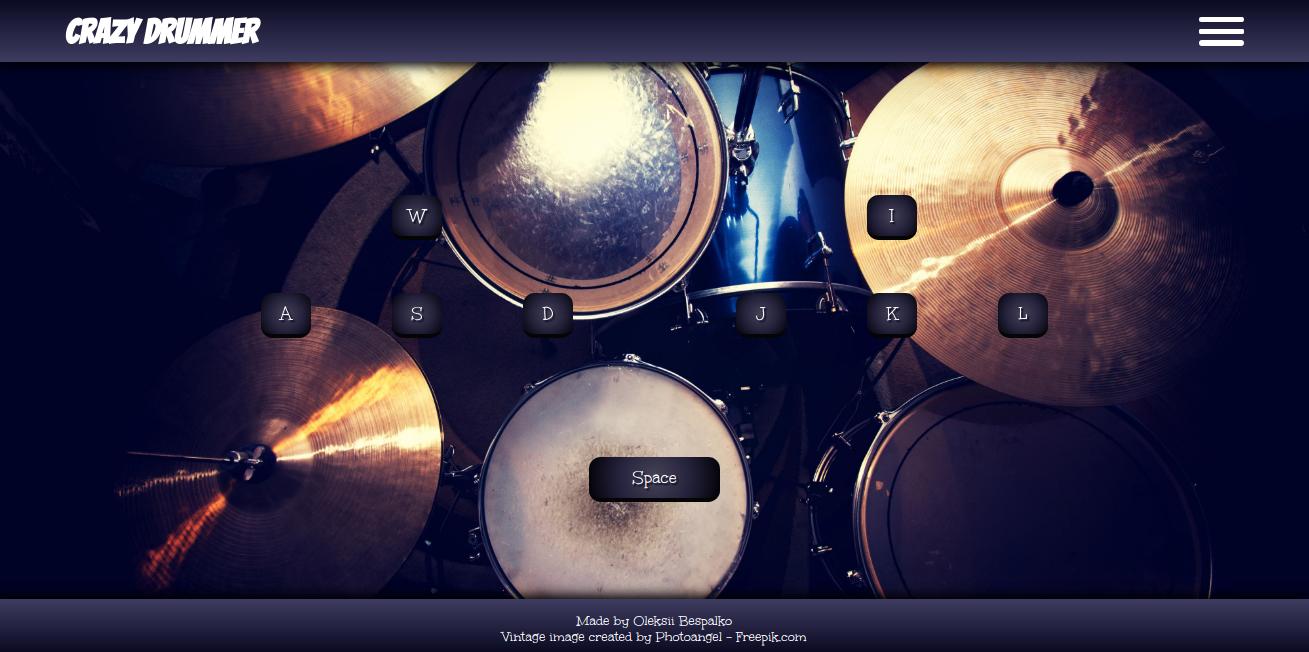 CRAZY DRUMMER
W
I
A
S
D
J
K
L
Space
Made by Oleksii Bespalko
Vintage image created by Photoangel - Freepik.com